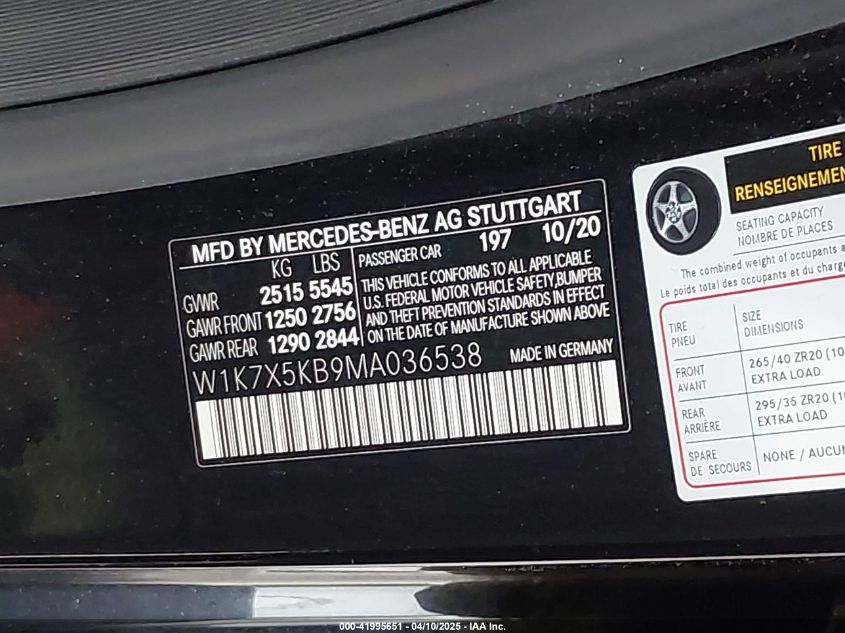 MFD BY MERCEDES-BENZ AG STUTTGART
KG LBS
GVWR 2515 5545
GAWR FRONT 1250 2756
GAWR REAR 1290 2844
PASSENGER CAR 197 10/20
THIS VEHICLE CONFORMS TO ALL APPLICABLE
U.S. FEDERAL MOTOR VEHICLE SAFETY,BUMPER
AND THEFT PREVENTION STANDARDS IN EFFECT
ON THE DATE OF MANUFACTURE SHOWN ABOVE
W1K7X5KB9MA036538 MADE IN GERMANY
TIRE
SEATING CAPACITY
NOMBRE DE PLACES
The combined weight of occupants
Le poids total des occupants et du
TIRE
PNEU
SIZE
DIMENSIONS
FRONT
AVANT
265/40 ZR20
EXTRA LOAD
REAR
ARRIÈRE
295/35 ZR20
EXTRA LOAD
SPARE
DE SECOURS
NONE /
000-41995651 - 04/10/2025 - IAA Inc.